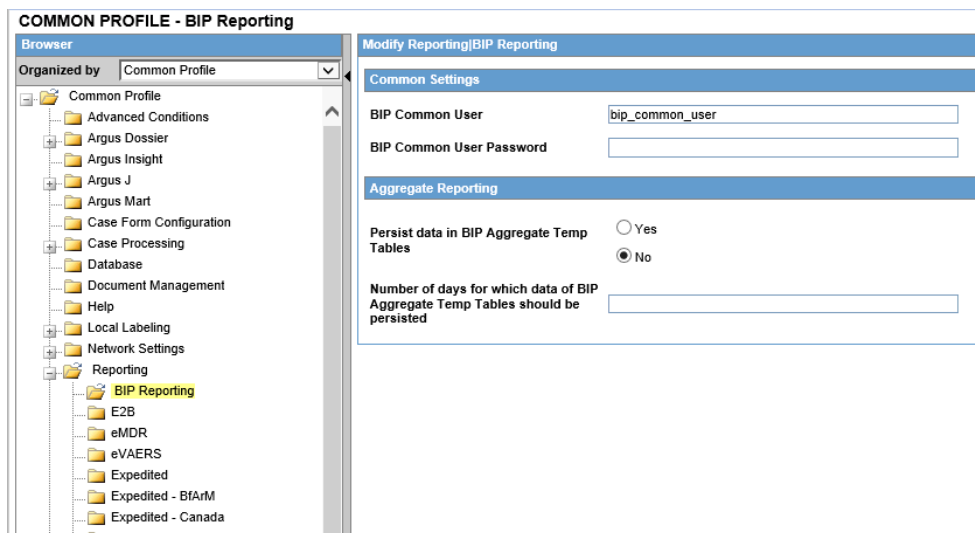 COMMON PROFILE - BIP Reporting
Browser
Organized by Common Profile
Common Profile
Advanced Conditions
Argus Dossier
Argus Insight
Argus J
Argus Mart
Case Form Configuration
Case Processing
Database
Document Management
Help
Local Labeling
Network Settings
Reporting
BIP Reporting
E2B
eMDR
eVAERS
Expedited
Expedited - BfArM
Expedited - Canada
Modify Reporting|BIP Reporting
Common Settings
BIP Common User bip_common_user
BIP Common User Password
Aggregate Reporting
Persist data in BIP Aggregate Temp
Tables
Yes
No
Number of days for which data of BIP
Aggregate Temp Tables should be
persisted